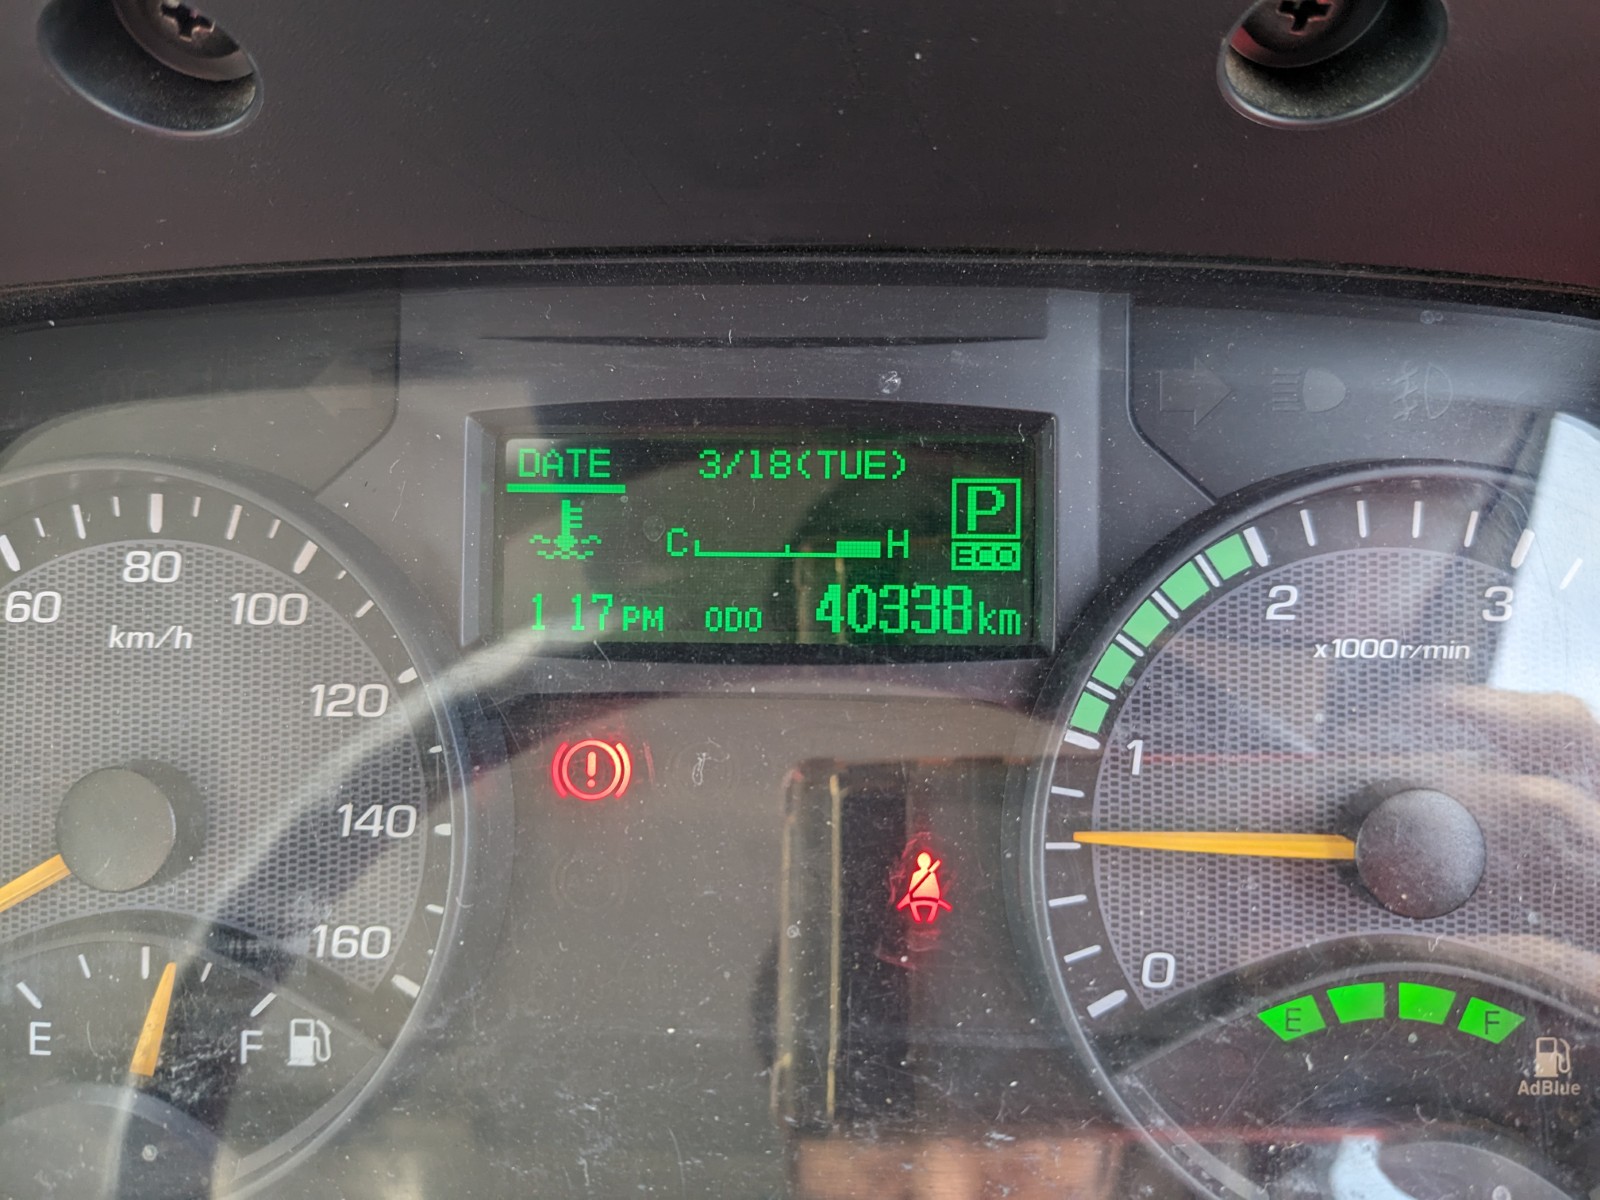 DATE 3/18(TUE)
P
C H
ECO
1 17 PM ODO 40338 km
60 80 100 120 140 160
km/h
0 1 2 3
x1000r/min
E F
E F
AdBlue